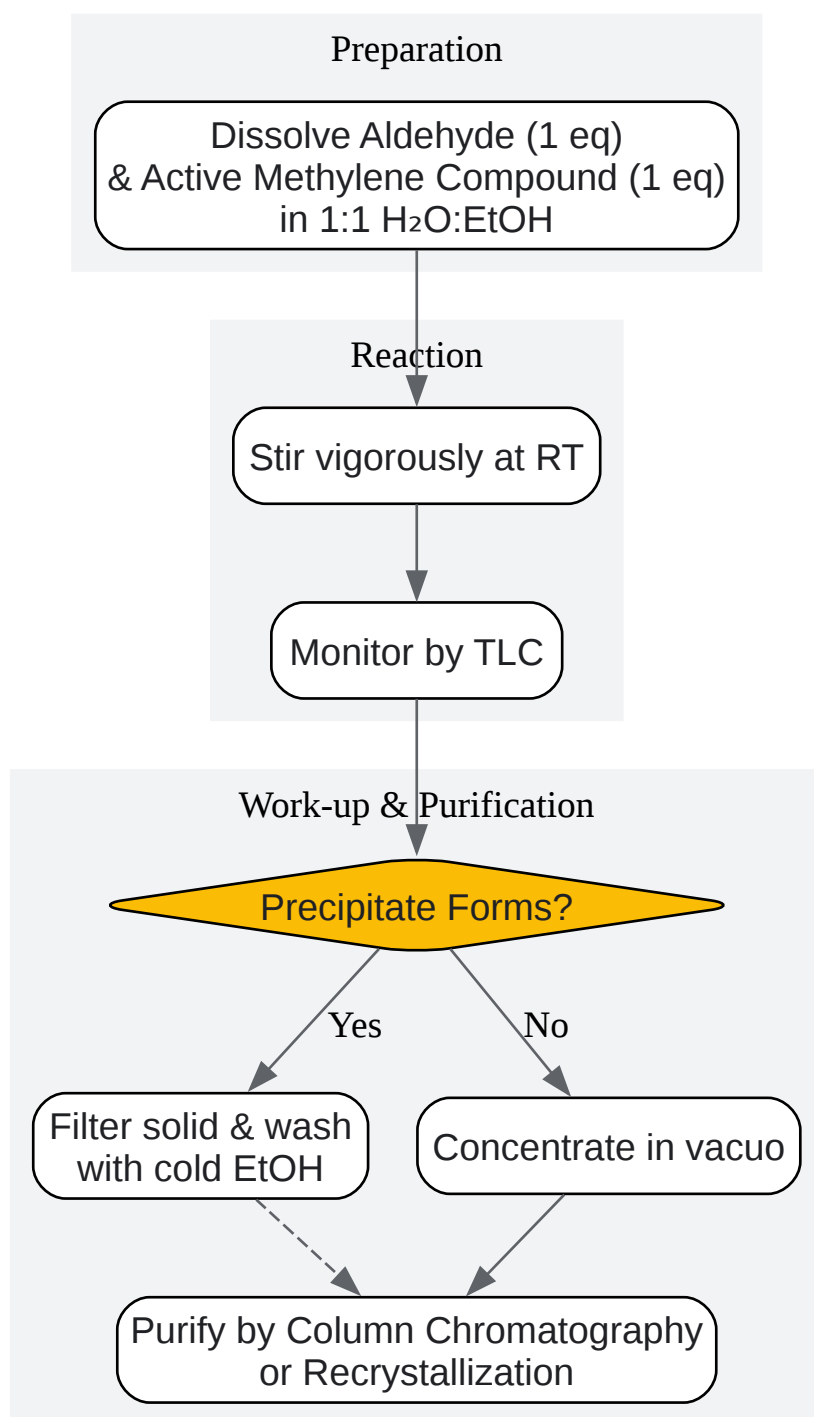 Preparation
Dissolve Aldehyde (1 eq)
& Active Methylene Compound (1 eq)
in 1:1 H₂O:EtOH
Reaction
Stir vigorously at RT
Monitor by TLC
Work-up & Purification
Precipitate Forms?
Yes
No
Filter solid & wash
with cold EtOH
Concentrate in vacuo
Purify by Column Chromatography
or Recrystallization